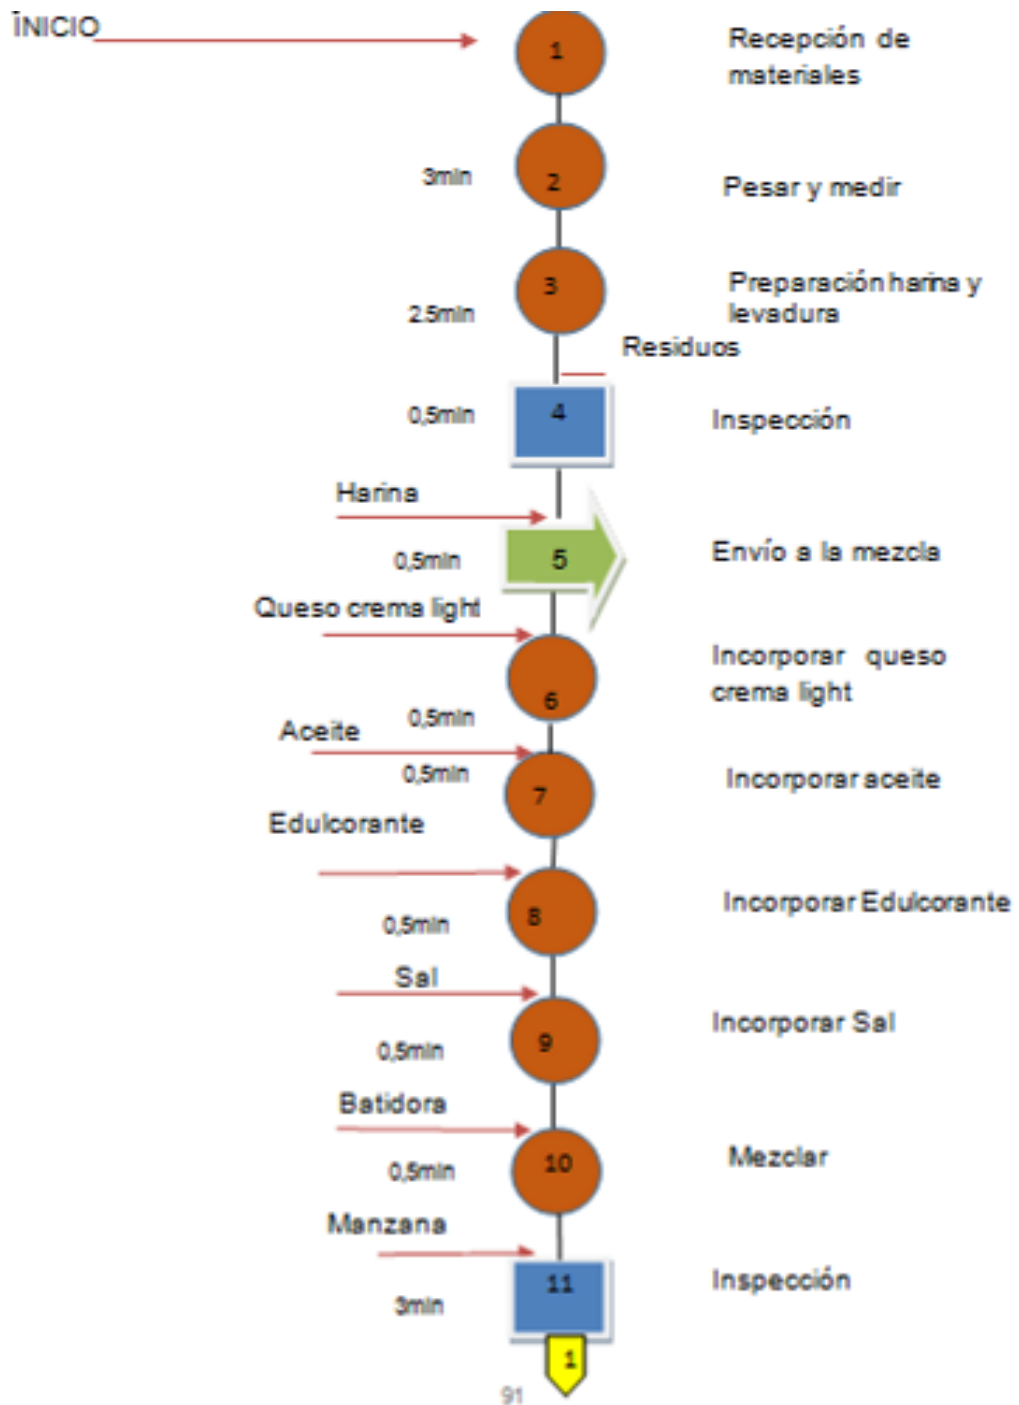 INICIO
1
Recepción de
materiales
3min
2
Pesar y medir
3
2.5min
Preparación harina y
levadura
Residuos
0,5min
4
Inspección
Harina
0,5min
5
Envío a la mezcla
Queso crema light
Incorporar queso
crema light
6
0,5min
Aceite
0,5min
7
Incorporar aceite
Edulcorante
8
Incorporar Edulcorante
0,5min
Sal
9
Incorporar Sal
0,5min
Batidora
10
Mezclar
0,5min
Manzana
11
Inspección
3min
1
91